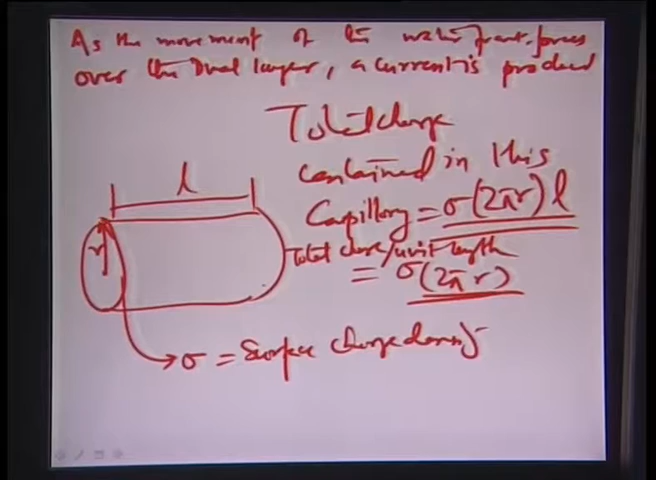 As the movement of the water front forces
over the Dual layer, a current is produced
Total charge
contained in this
Capillary = σ(2πr) l
Total charge/unit length
= σ(2πr)
l
r
σ = Surface charge density